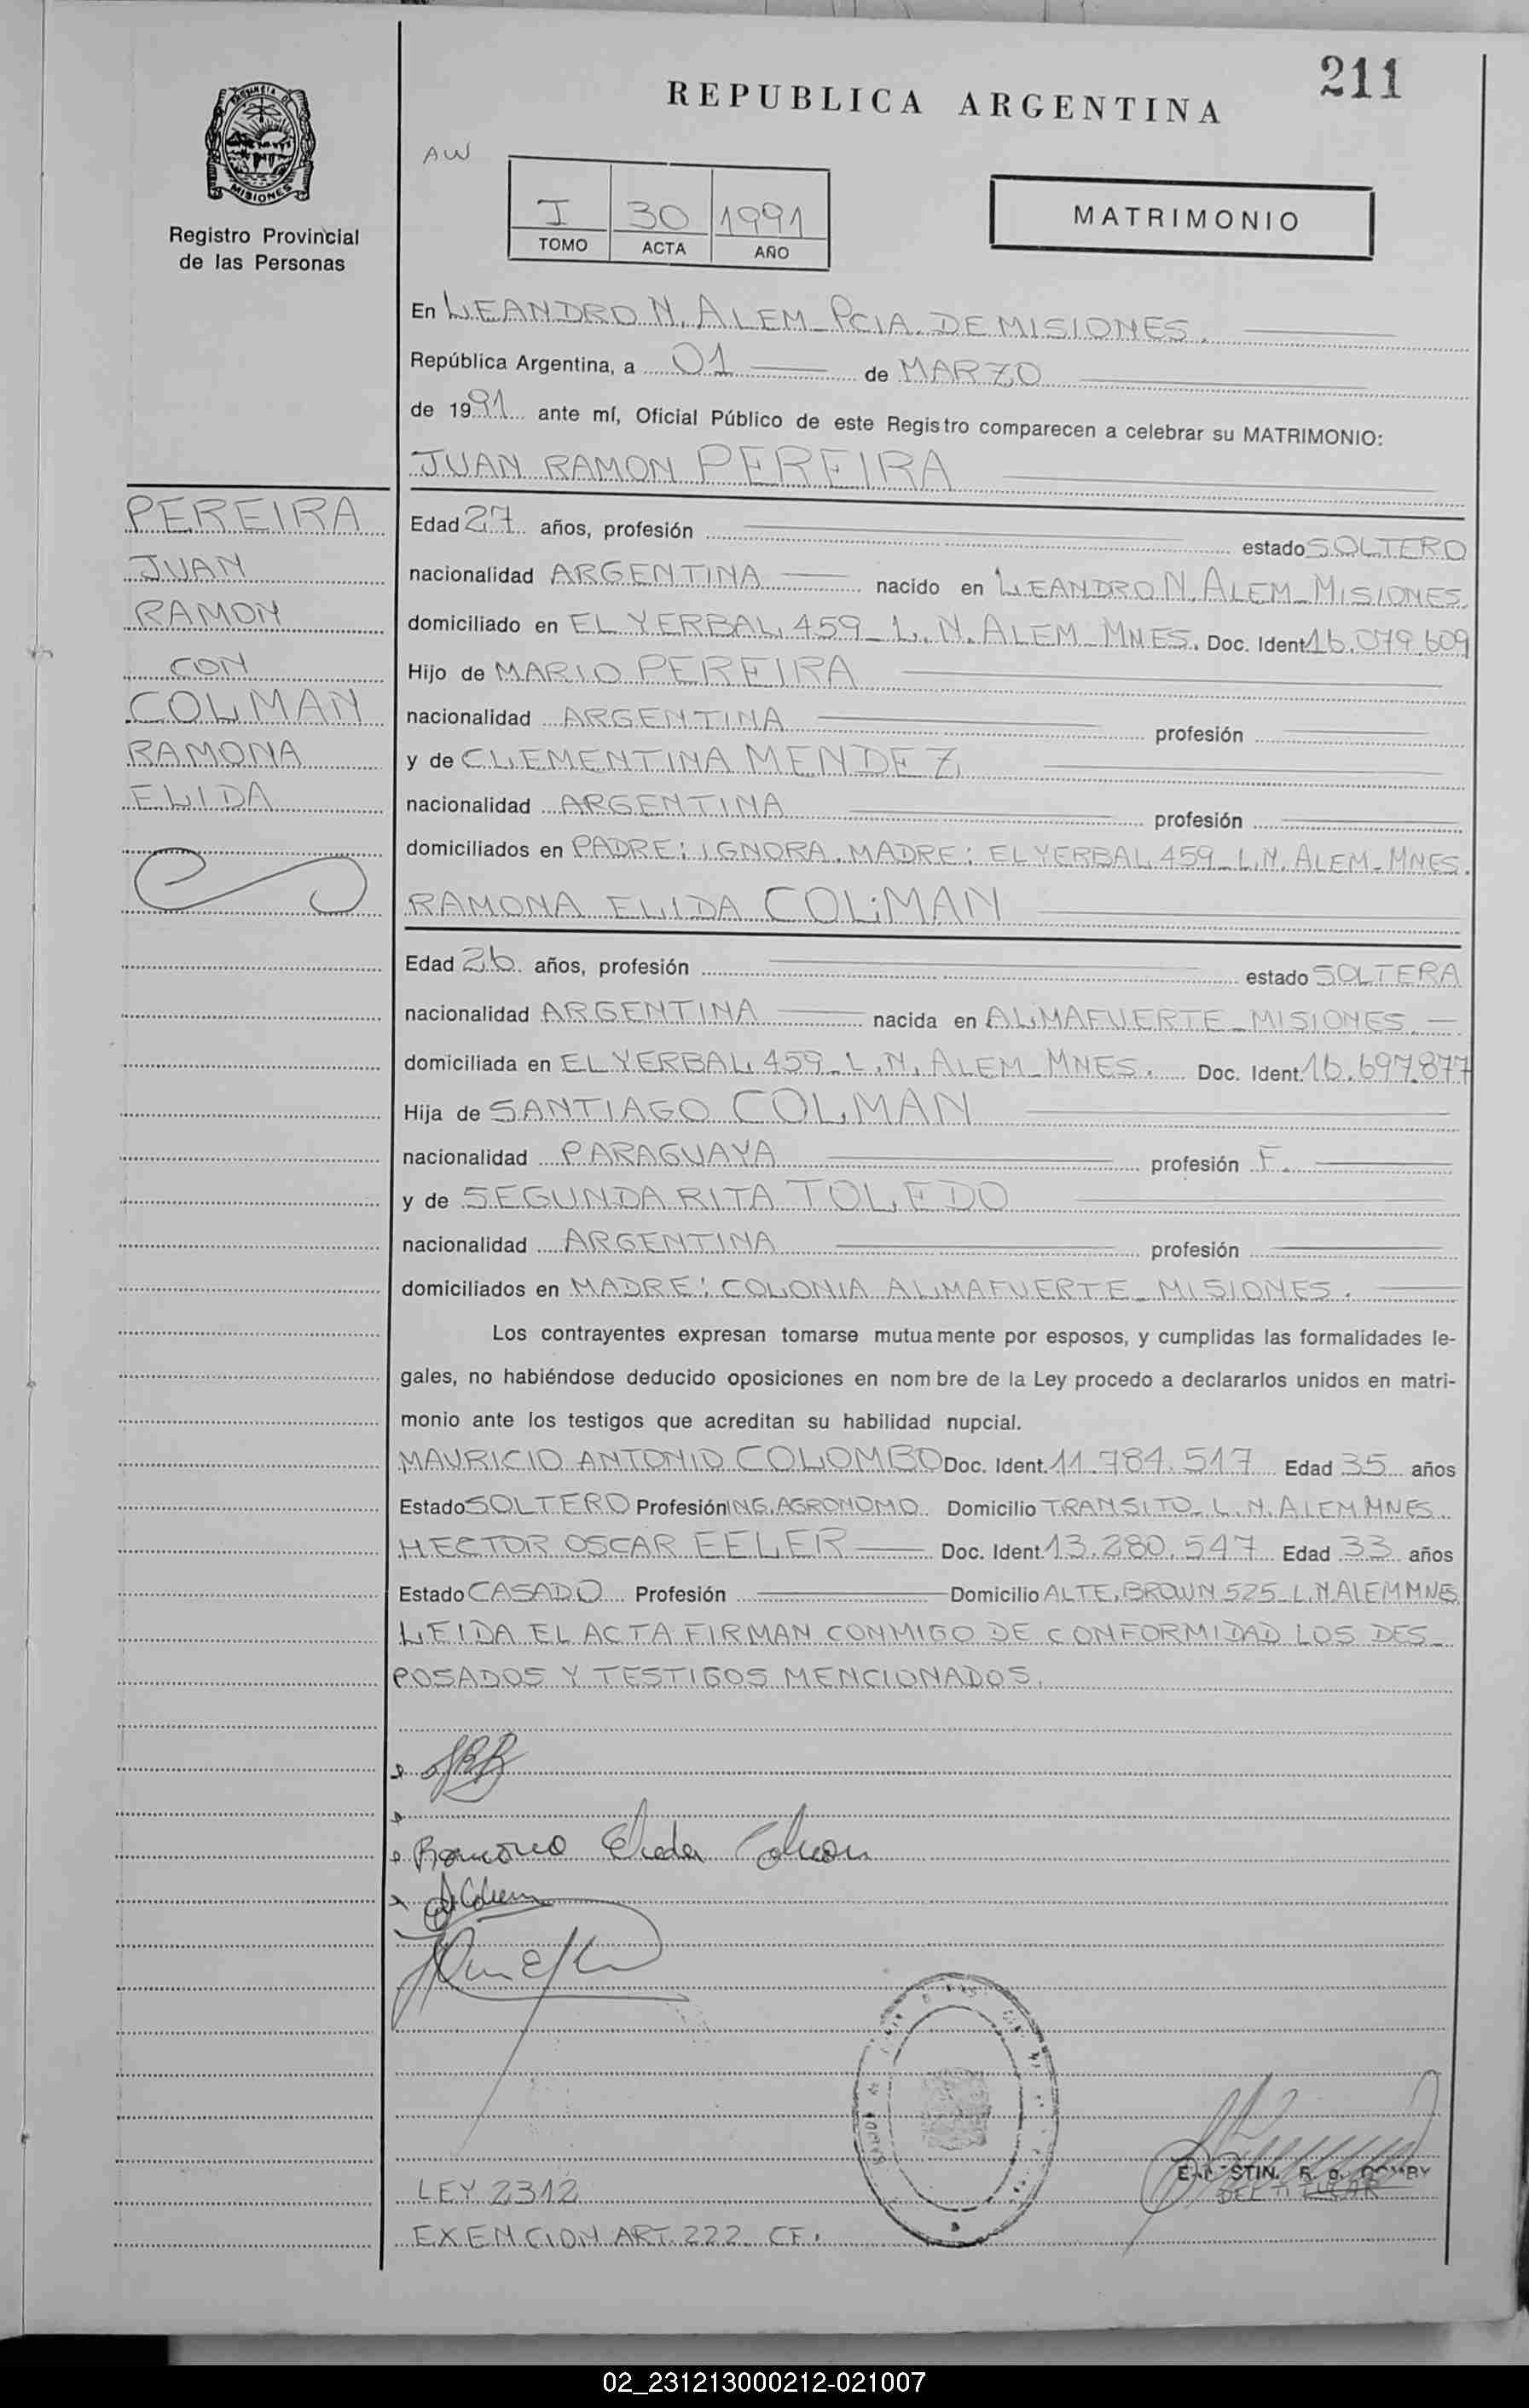 211
REPUBLICA ARGENTINA
PROVINCIA DE
MISIONES
Registro Provincial
de las Personas
AW
I 30 1991
TOMO ACTA AÑO
MATRIMONIO
En LEANDRO N. ALEM - PCIA. DE MISIONES.
República Argentina, a 01 de MARZO
de 1991 ante mí, Oficial Público de este Registro comparecen a celebrar su MATRIMONIO:
JUAN RAMON PEREIRA
PEREIRA
JUAN
RAMON
CON
COLMAN
RAMONA
ELIDA
Edad 27 años, profesión estado SOLTERO
nacionalidad ARGENTINA nacido en LEANDRO N. ALEM - MISIONES
domiciliado en EL YERBAL 459 - L. N. ALEM - MNES. Doc. Ident. 16.079.609
Hijo de MARIO PEREIRA
nacionalidad ARGENTINA profesión
y de CLEMENTINA MENDEZ
nacionalidad ARGENTINA profesión
domiciliados en PADRE: IGNORA. MADRE: EL YERBAL 459 - L.N. ALEM - MNES.
RAMONA ELIDA COLMAN
Edad 26 años, profesión estado SOLTERA
nacionalidad ARGENTINA nacida en ALMAFUERTE - MISIONES.
domiciliada en EL YERBAL 459 - L. N. ALEM - MNES. Doc. Ident. 16.697.877
Hija de SANTIAGO COLMAN
nacionalidad PARAGUAYA profesión F.
y de SEGUNDA RITA TOLEDO
nacionalidad ARGENTINA profesión
domiciliados en MADRE: COLONIA ALMAFUERTE - MISIONES.
Los contrayentes expresan tomarse mutuamente por esposos, y cumplidas las formalidades le-
gales, no habiéndose deducido oposiciones en nombre de la Ley procedo a declararlos unidos en matri-
monio ante los testigos que acreditan su habilidad nupcial.
MAURICIO ANTONIO COLOMBO Doc. Ident. 11.784.517 Edad 35 años
Estado SOLTERO Profesión ING. AGRONOMO Domicilio TRANSITO - L. N. ALEM MNES.
HECTOR OSCAR EELER Doc. Ident. 13.280.547 Edad 33 años
Estado CASADO Profesión Domicilio ALTE. BROWN 525 - L. N. ALEM MNES
LEIDA EL ACTA FIRMAN CONMIGO DE CONFORMIDAD LOS DES-
POSADOS Y TESTIGOS MENCIONADOS.
Ramona Elida Colman
R. D.
DEL TITULAR
LEY 2312
EXENCION ART. 222 CF.
02_231213000212-021007